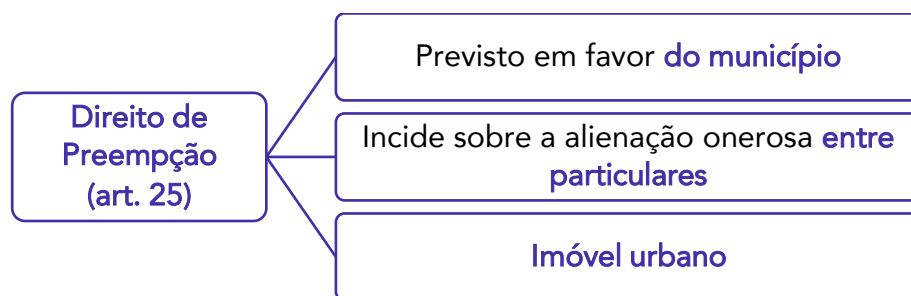 Direito de
Preempção
(art. 25)
Previsto em favor do município
Incide sobre a alienação onerosa entre
particulares
Imóvel urbano